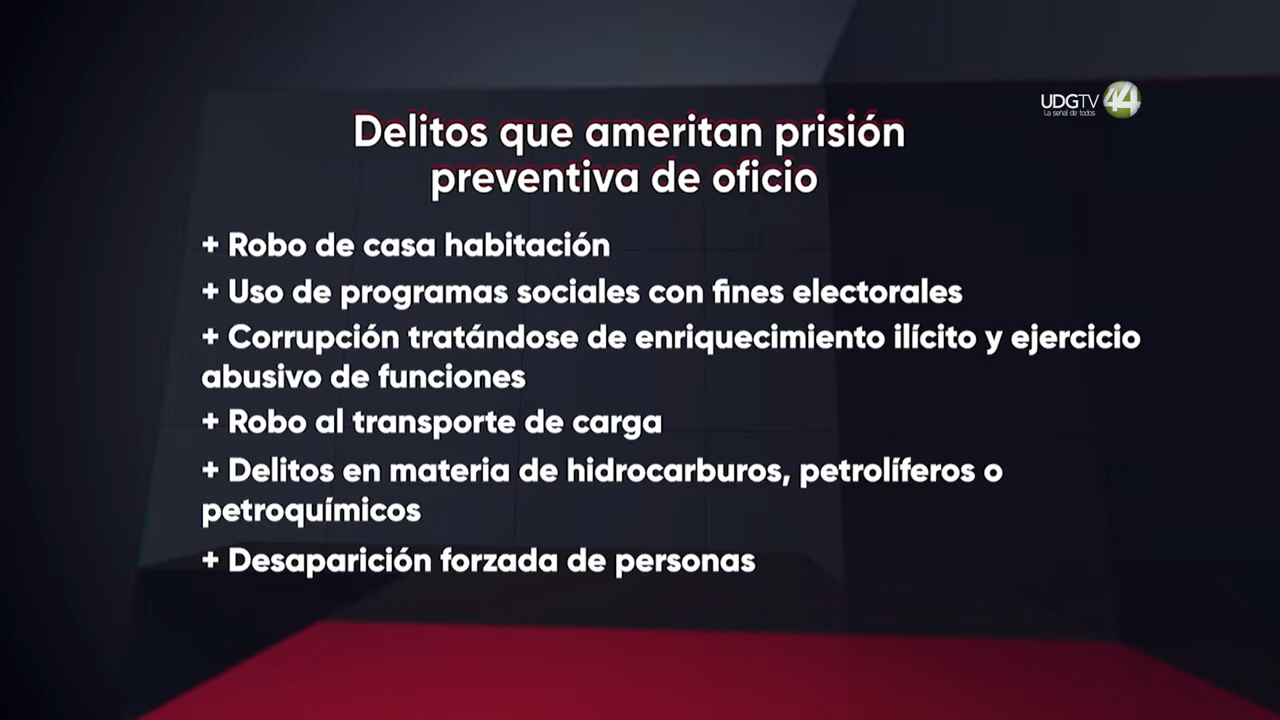 UDGTV 44
La señal de todos
Delitos que ameritan prisión
preventiva de oficio
+ Robo de casa habitación
+ Uso de programas sociales con fines electorales
+ Corrupción tratándose de enriquecimiento ilícito y ejercicio
abusivo de funciones
+ Robo al transporte de carga
+ Delitos en materia de hidrocarburos, petrolíferos o
petroquímicos
+ Desaparición forzada de personas